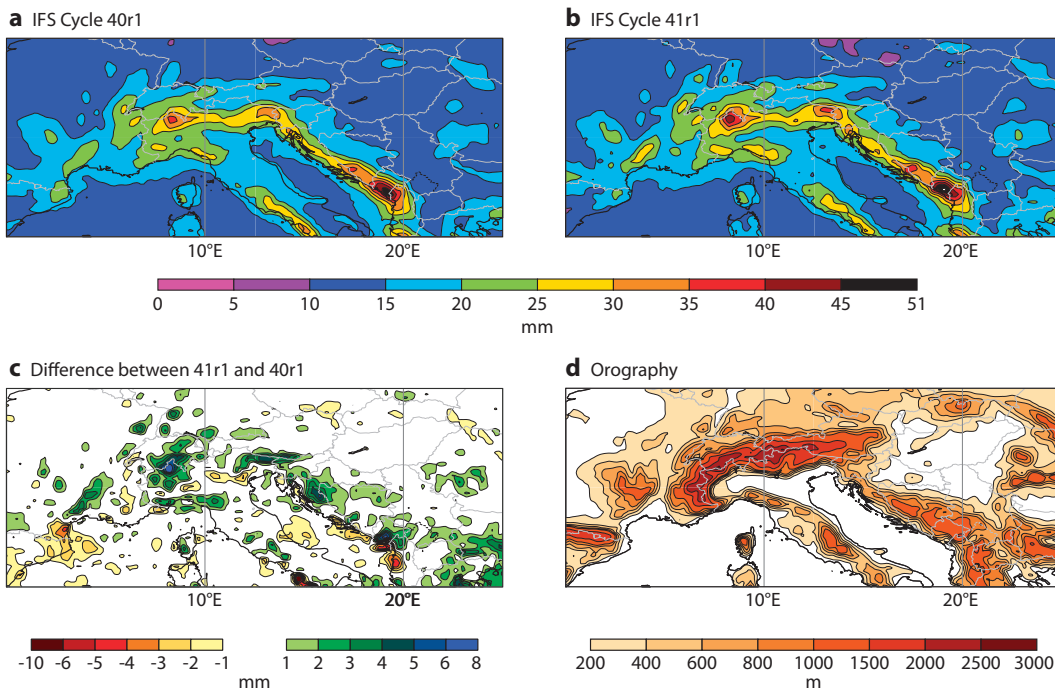 a IFS Cycle 40r1
b IFS Cycle 41r1
10°E 20°E
10°E 20°E
0 5 10 15 20 25 30 35 40 45 51
mm
c Difference between 41r1 and 40r1
d Orography
10°E 20°E
10°E 20°E
-10 -6 -5 -4 -3 -2 -1
1 2 3 4 5 6 8
mm
200 400 600 800 1000 1500 2000 2500 3000
m